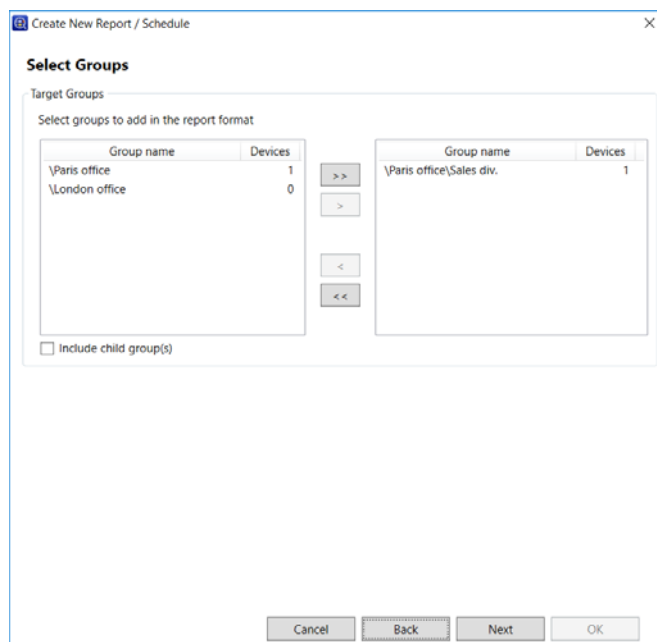 Create New Report / Schedule
Select Groups
Target Groups
Select groups to add in the report format
Group name Devices
\Paris office 1
\London office 0
>>
>
<
<<
Group name Devices
\Paris office\Sales div. 1
Include child group(s)
Cancel Back Next OK